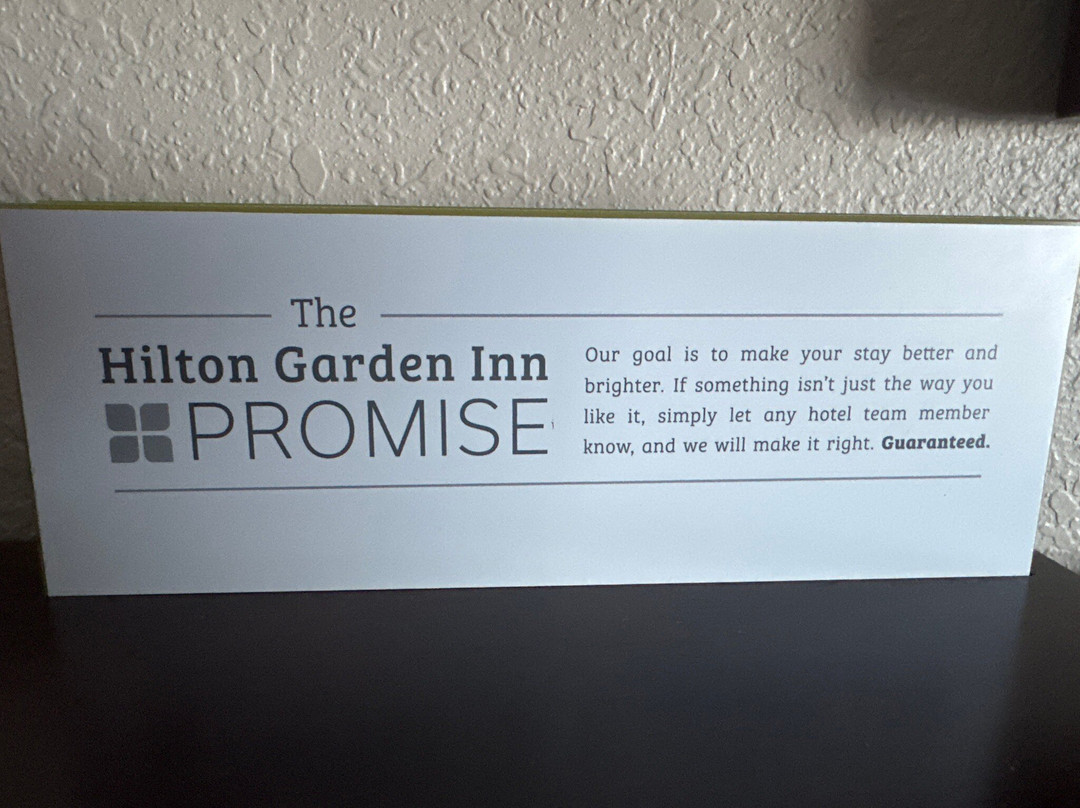 The
Hilton Garden Inn
PROMISE
Our goal is to make your stay better and
brighter. If something isn't just the way you
like it, simply let any hotel team member
know, and we will make it right. Guaranteed.